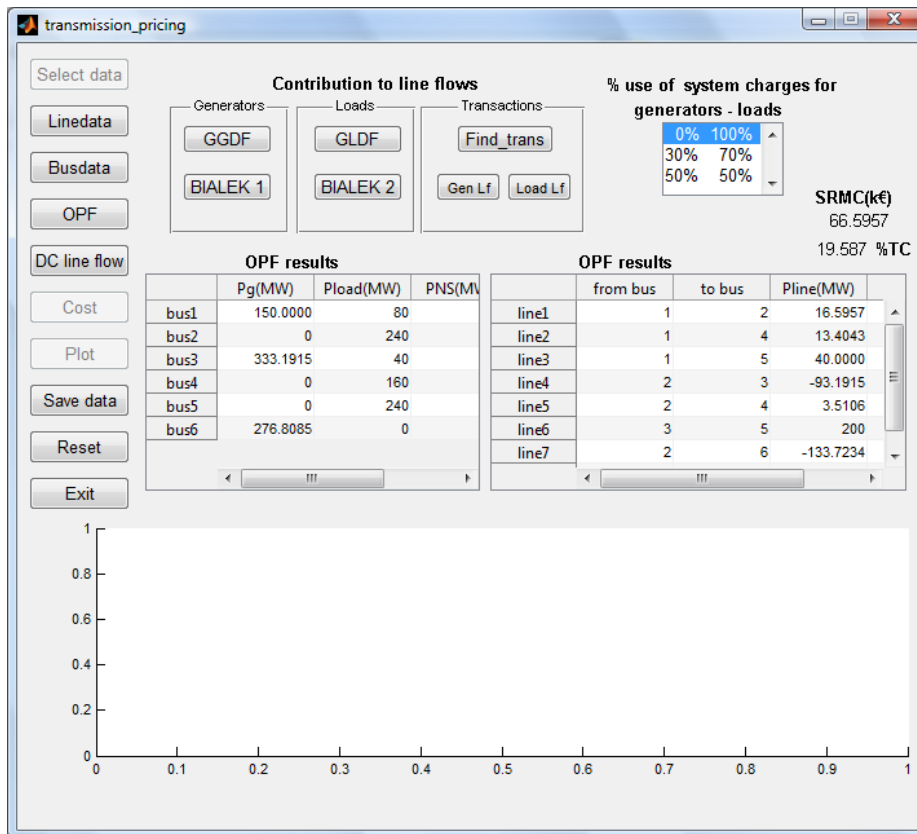 transmission_pricing
Select data
Linedata
Busdata
OPF
DC line flow
Cost
Plot
Save data
Reset
Exit
Contribution to line flows
Generators
GGDF
BIALEK 1
Loads
GLDF
BIALEK 2
Transactions
Find_trans
Gen Lf Load Lf
% use of system charges for
generators - loads
0% 100%
30% 70%
50% 50%
SRMC(k€)
66.5957
19.587 %TC
OPF results
Pg(MW) Pload(MW) PNS(MW
bus1 150.0000 80
bus2 0 240
bus3 333.1915 40
bus4 0 160
bus5 0 240
bus6 276.8085 0
OPF results
from bus to bus Pline(MW)
line1 1 2 16.5957
line2 1 4 13.4043
line3 1 5 40.0000
line4 2 3 -93.1915
line5 2 4 3.5106
line6 3 5 200
line7 2 6 -133.7234
1
0.8
0.6
0.4
0.2
0
0 0.1 0.2 0.3 0.4 0.5 0.6 0.7 0.8 0.9 1